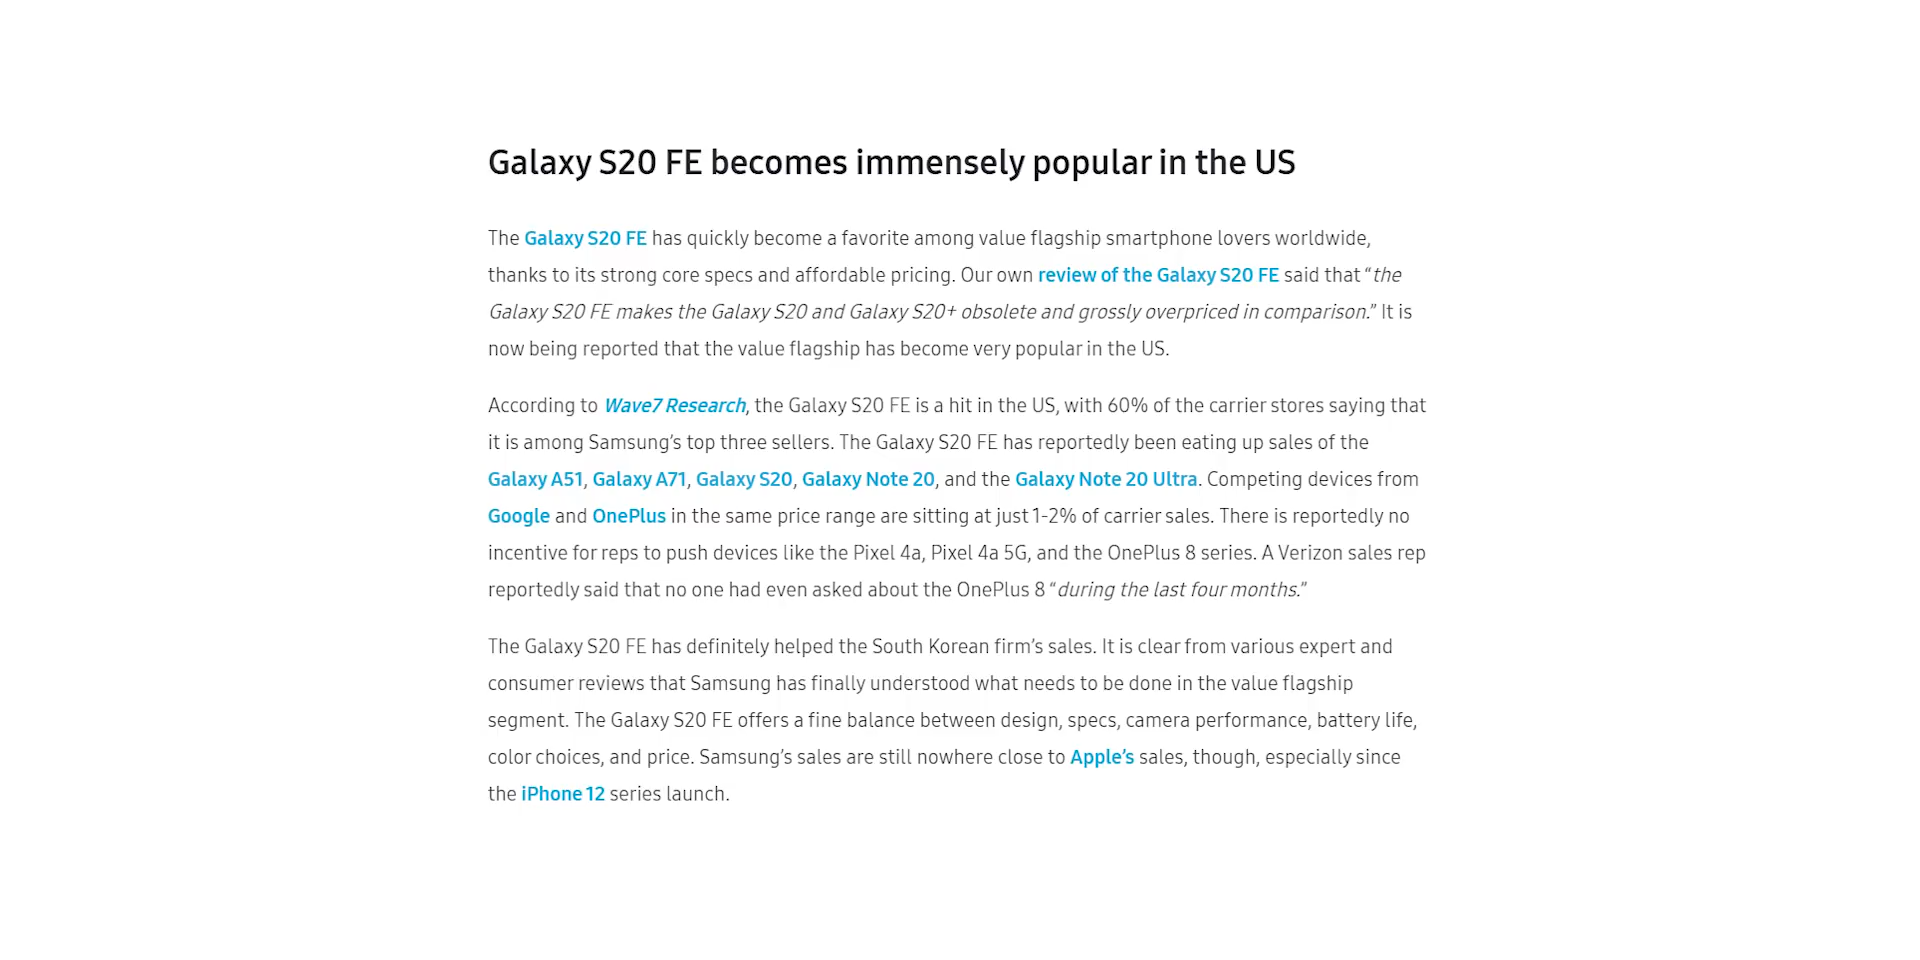 Galaxy S20 FE becomes immensely popular in the US
The Galaxy S20 FE has quickly become a favorite among value flagship smartphone lovers worldwide,
thanks to its strong core specs and affordable pricing. Our own review of the Galaxy S20 FE said that “the
Galaxy S20 FE makes the Galaxy S20 and Galaxy S20+ obsolete and grossly overpriced in comparison.” It is
now being reported that the value flagship has become very popular in the US.
According to Wave7 Research, the Galaxy S20 FE is a hit in the US, with 60% of the carrier stores saying that
it is among Samsung’s top three sellers. The Galaxy S20 FE has reportedly been eating up sales of the
Galaxy A51, Galaxy A71, Galaxy S20, Galaxy Note 20, and the Galaxy Note 20 Ultra. Competing devices from
Google and OnePlus in the same price range are sitting at just 1-2% of carrier sales. There is reportedly no
incentive for reps to push devices like the Pixel 4a, Pixel 4a 5G, and the OnePlus 8 series. A Verizon sales rep
reportedly said that no one had even asked about the OnePlus 8 “during the last four months.”
The Galaxy S20 FE has definitely helped the South Korean firm’s sales. It is clear from various expert and
consumer reviews that Samsung has finally understood what needs to be done in the value flagship
segment. The Galaxy S20 FE offers a fine balance between design, specs, camera performance, battery life,
color choices, and price. Samsung’s sales are still nowhere close to Apple’s sales, though, especially since
the iPhone 12 series launch.